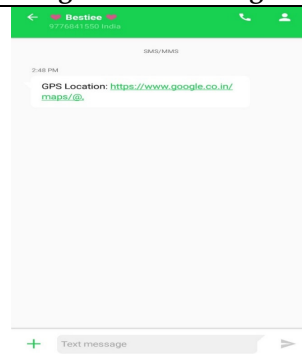 ❤ Bestiee ❤
9776841550 India
SMS/MMS
2:48 PM
GPS Location: https://www.google.co.in/
maps/@,
Text message